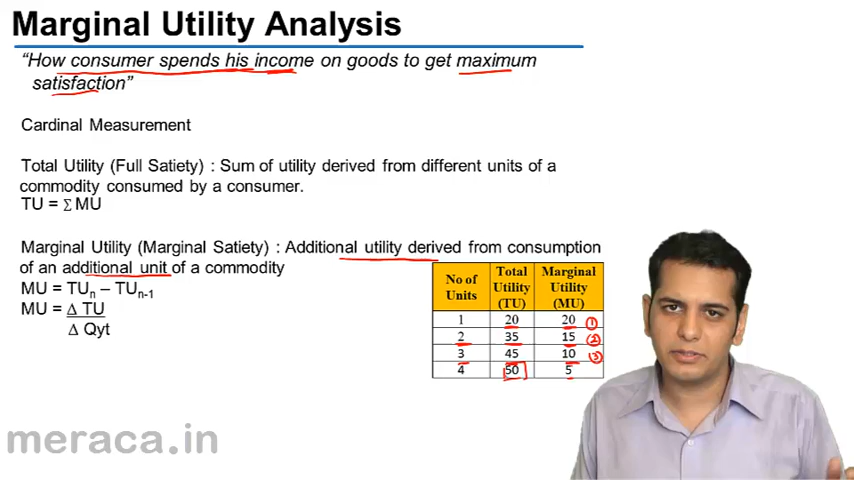 Marginal Utility Analysis
“How consumer spends his income on goods to get maximum
satisfaction”
Cardinal Measurement
Total Utility (Full Satiety) : Sum of utility derived from different units of a
commodity consumed by a consumer.
TU = Σ MU
Marginal Utility (Marginal Satiety) : Additional utility derived from consumption
of an additional unit of a commodity
MU = TUn – TUn-1
MU = Δ TU
Δ Qyt
No of Units Total Utility (TU) Marginal Utility (MU)
1 20 20 1
2 35 15 2
3 45 10 3
4 50 5
meraca.in